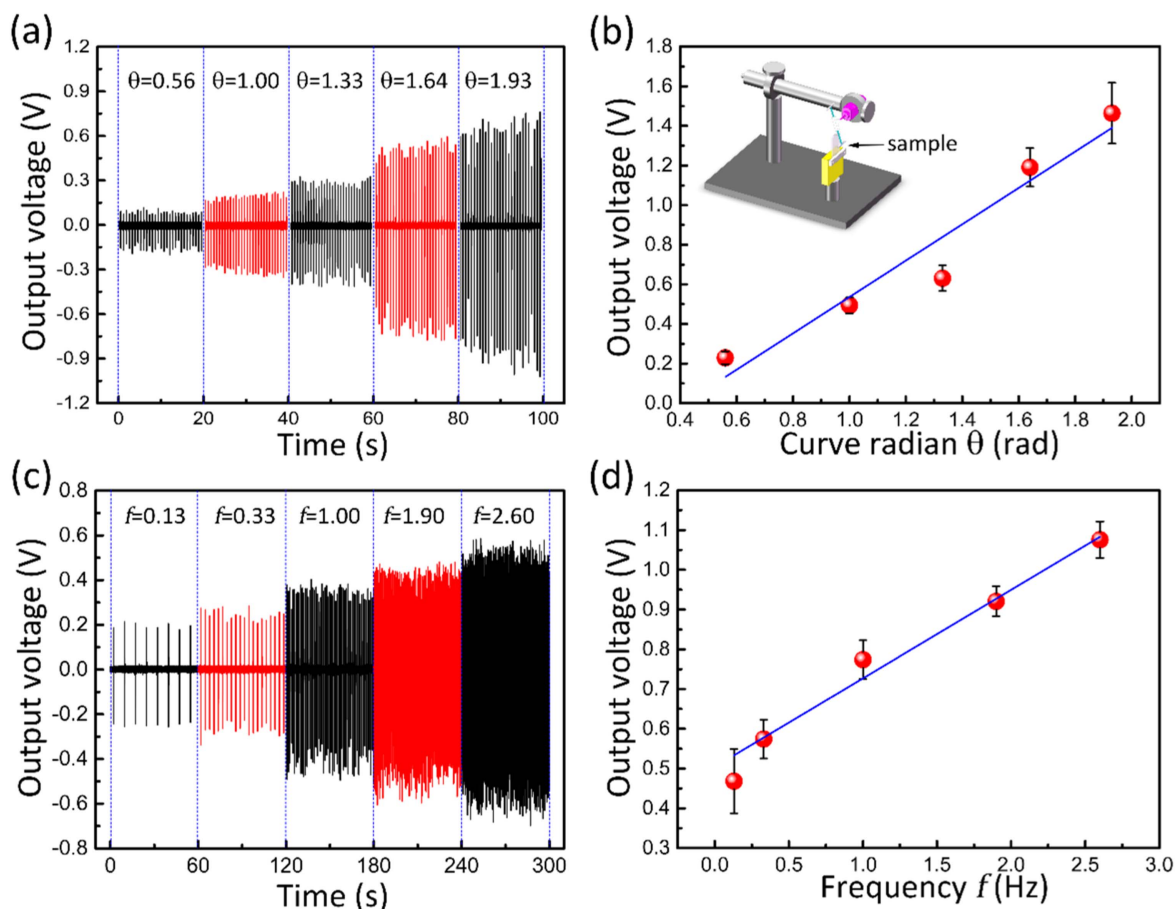 (a)
Output voltage (V)
1.2
0.9
0.6
0.3
0.0
-0.3
-0.6
-0.9
-1.2
θ=0.56 θ=1.00 θ=1.33 θ=1.64 θ=1.93
0 20 40 60 80 100
Time (s)
(b)
Output voltage (V)
1.8
1.6
1.4
1.2
1.0
0.8
0.6
0.4
0.2
0.0
sample
0.4 0.6 0.8 1.0 1.2 1.4 1.6 1.8 2.0
Curve radian θ (rad)
(c)
Output voltage (V)
0.8
0.6
0.4
0.2
0.0
-0.2
-0.4
-0.6
-0.8
f=0.13 f=0.33 f=1.00 f=1.90 f=2.60
0 60 120 180 240 300
Time (s)
(d)
Output voltage (V)
1.2
1.1
1.0
0.9
0.8
0.7
0.6
0.5
0.4
0.3
0.0 0.5 1.0 1.5 2.0 2.5 3.0
Frequency f (Hz)